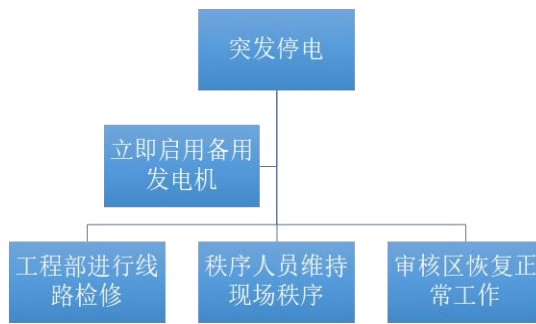 突发停电
立即启用备用
发电机
工程部进行线
路检修
秩序人员维持
现场秩序
审核区恢复正
常工作